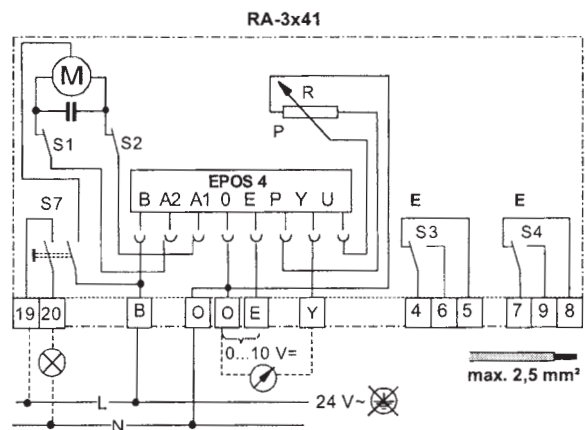 RA-3x41
M
R
P
S1 S2
EPOS 4
B A2 A1 0 E P Y U
E E
S7
S3 S4
19 20 B O O E Y 4 6 5 7 9 8
0...10 V=
max. 2,5 mm²
L 24 V~
N